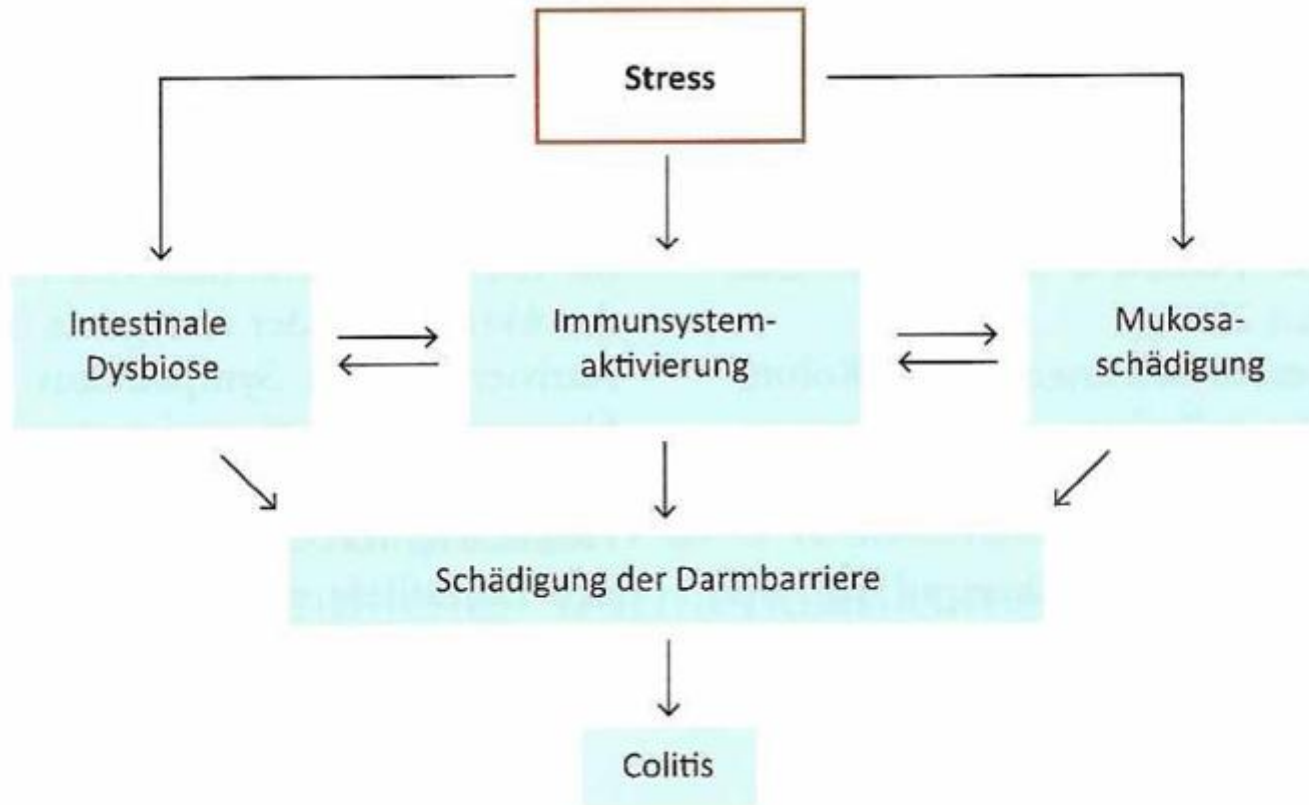 Stress
Intestinale
Dysbiose
Immunsystem-
aktivierung
Mukosa-
schädigung
Schädigung der Darmbarriere
Colitis